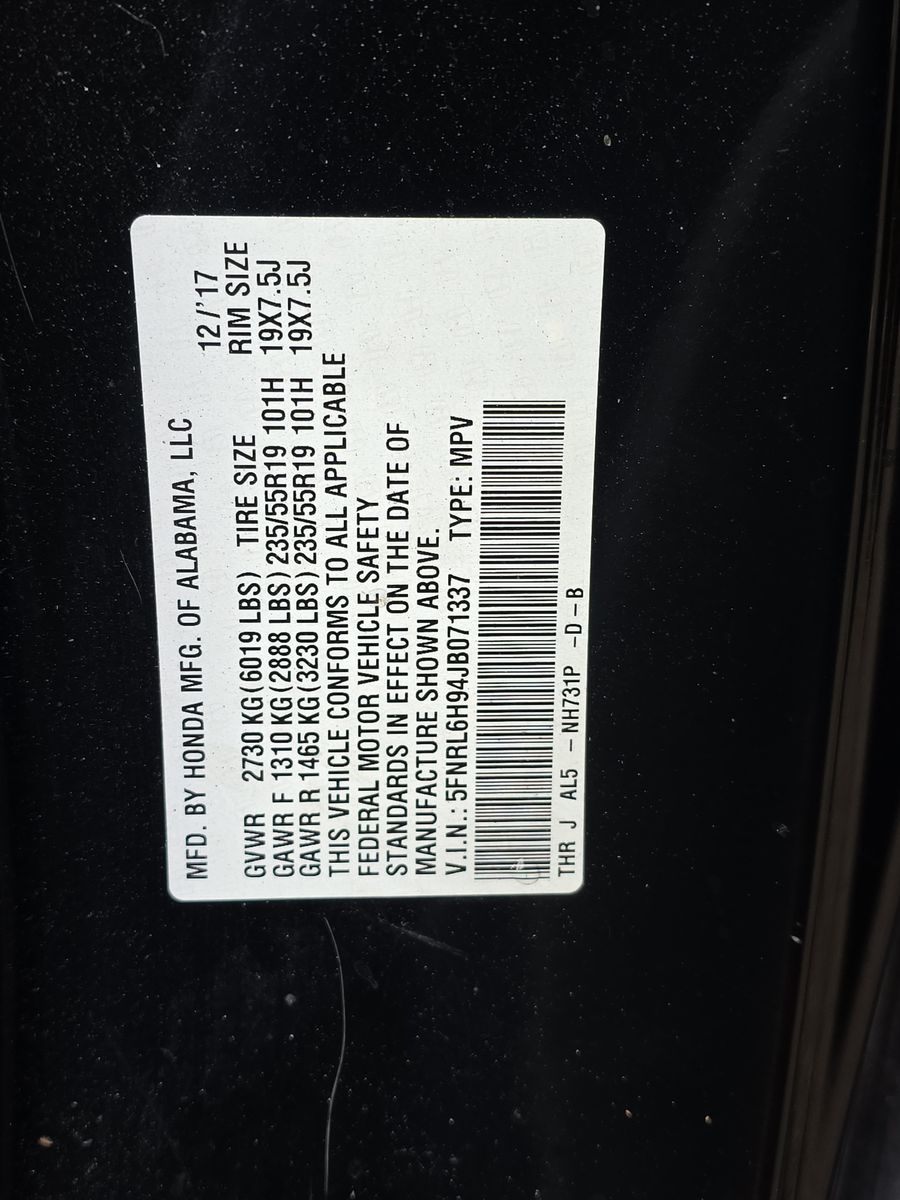 MFD. BY HONDA MFG. OF ALABAMA, LLC
12/'17
GVWR 2730 KG(6019 LBS) TIRE SIZE RIM SIZE
GAWR F 1310 KG(2888 LBS) 235/55R19 101H 19X7.5J
GAWR R 1465 KG(3230 LBS) 235/55R19 101H 19X7.5J
THIS VEHICLE CONFORMS TO ALL APPLICABLE
FEDERAL MOTOR VEHICLE SAFETY
STANDARDS IN EFFECT ON THE DATE OF
MANUFACTURE SHOWN ABOVE.
V.I.N.: 5FNRL6H94JB071337 TYPE: MPV
THR J AL5 -NH731P -D-B